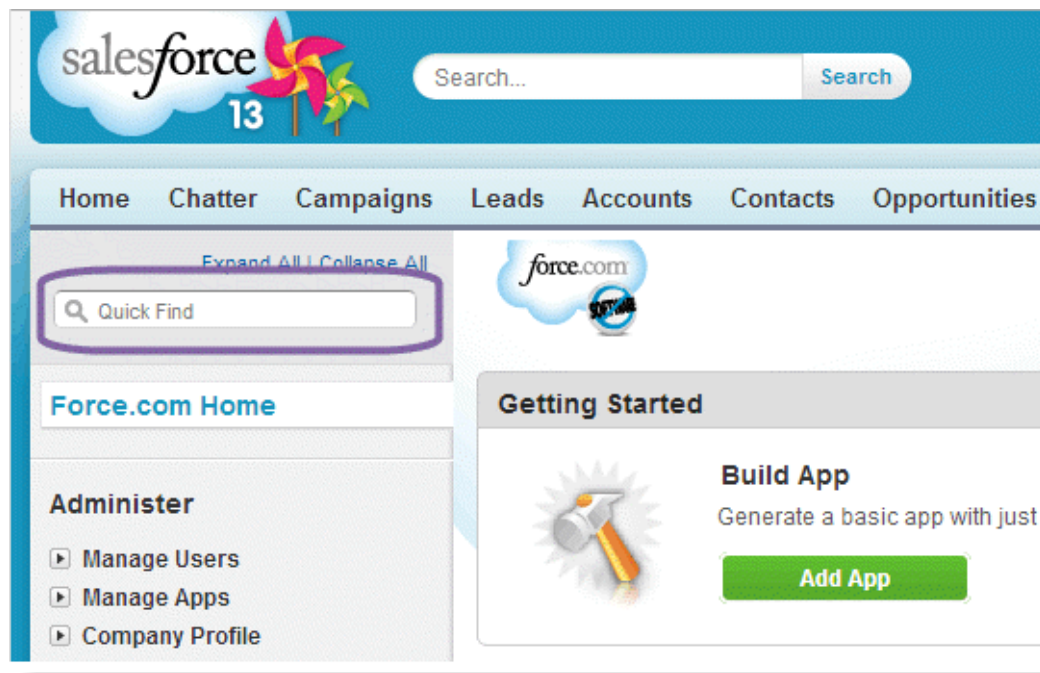 salesforce
13
Search...
Search
Home Chatter Campaigns Leads Accounts Contacts Opportunities
Expand All | Collapse All
Quick Find
force.com
SOFTWARE
Force.com Home
Getting Started
Administer
Build App
Generate a basic app with just
Manage Users
Add App
Manage Apps
Company Profile